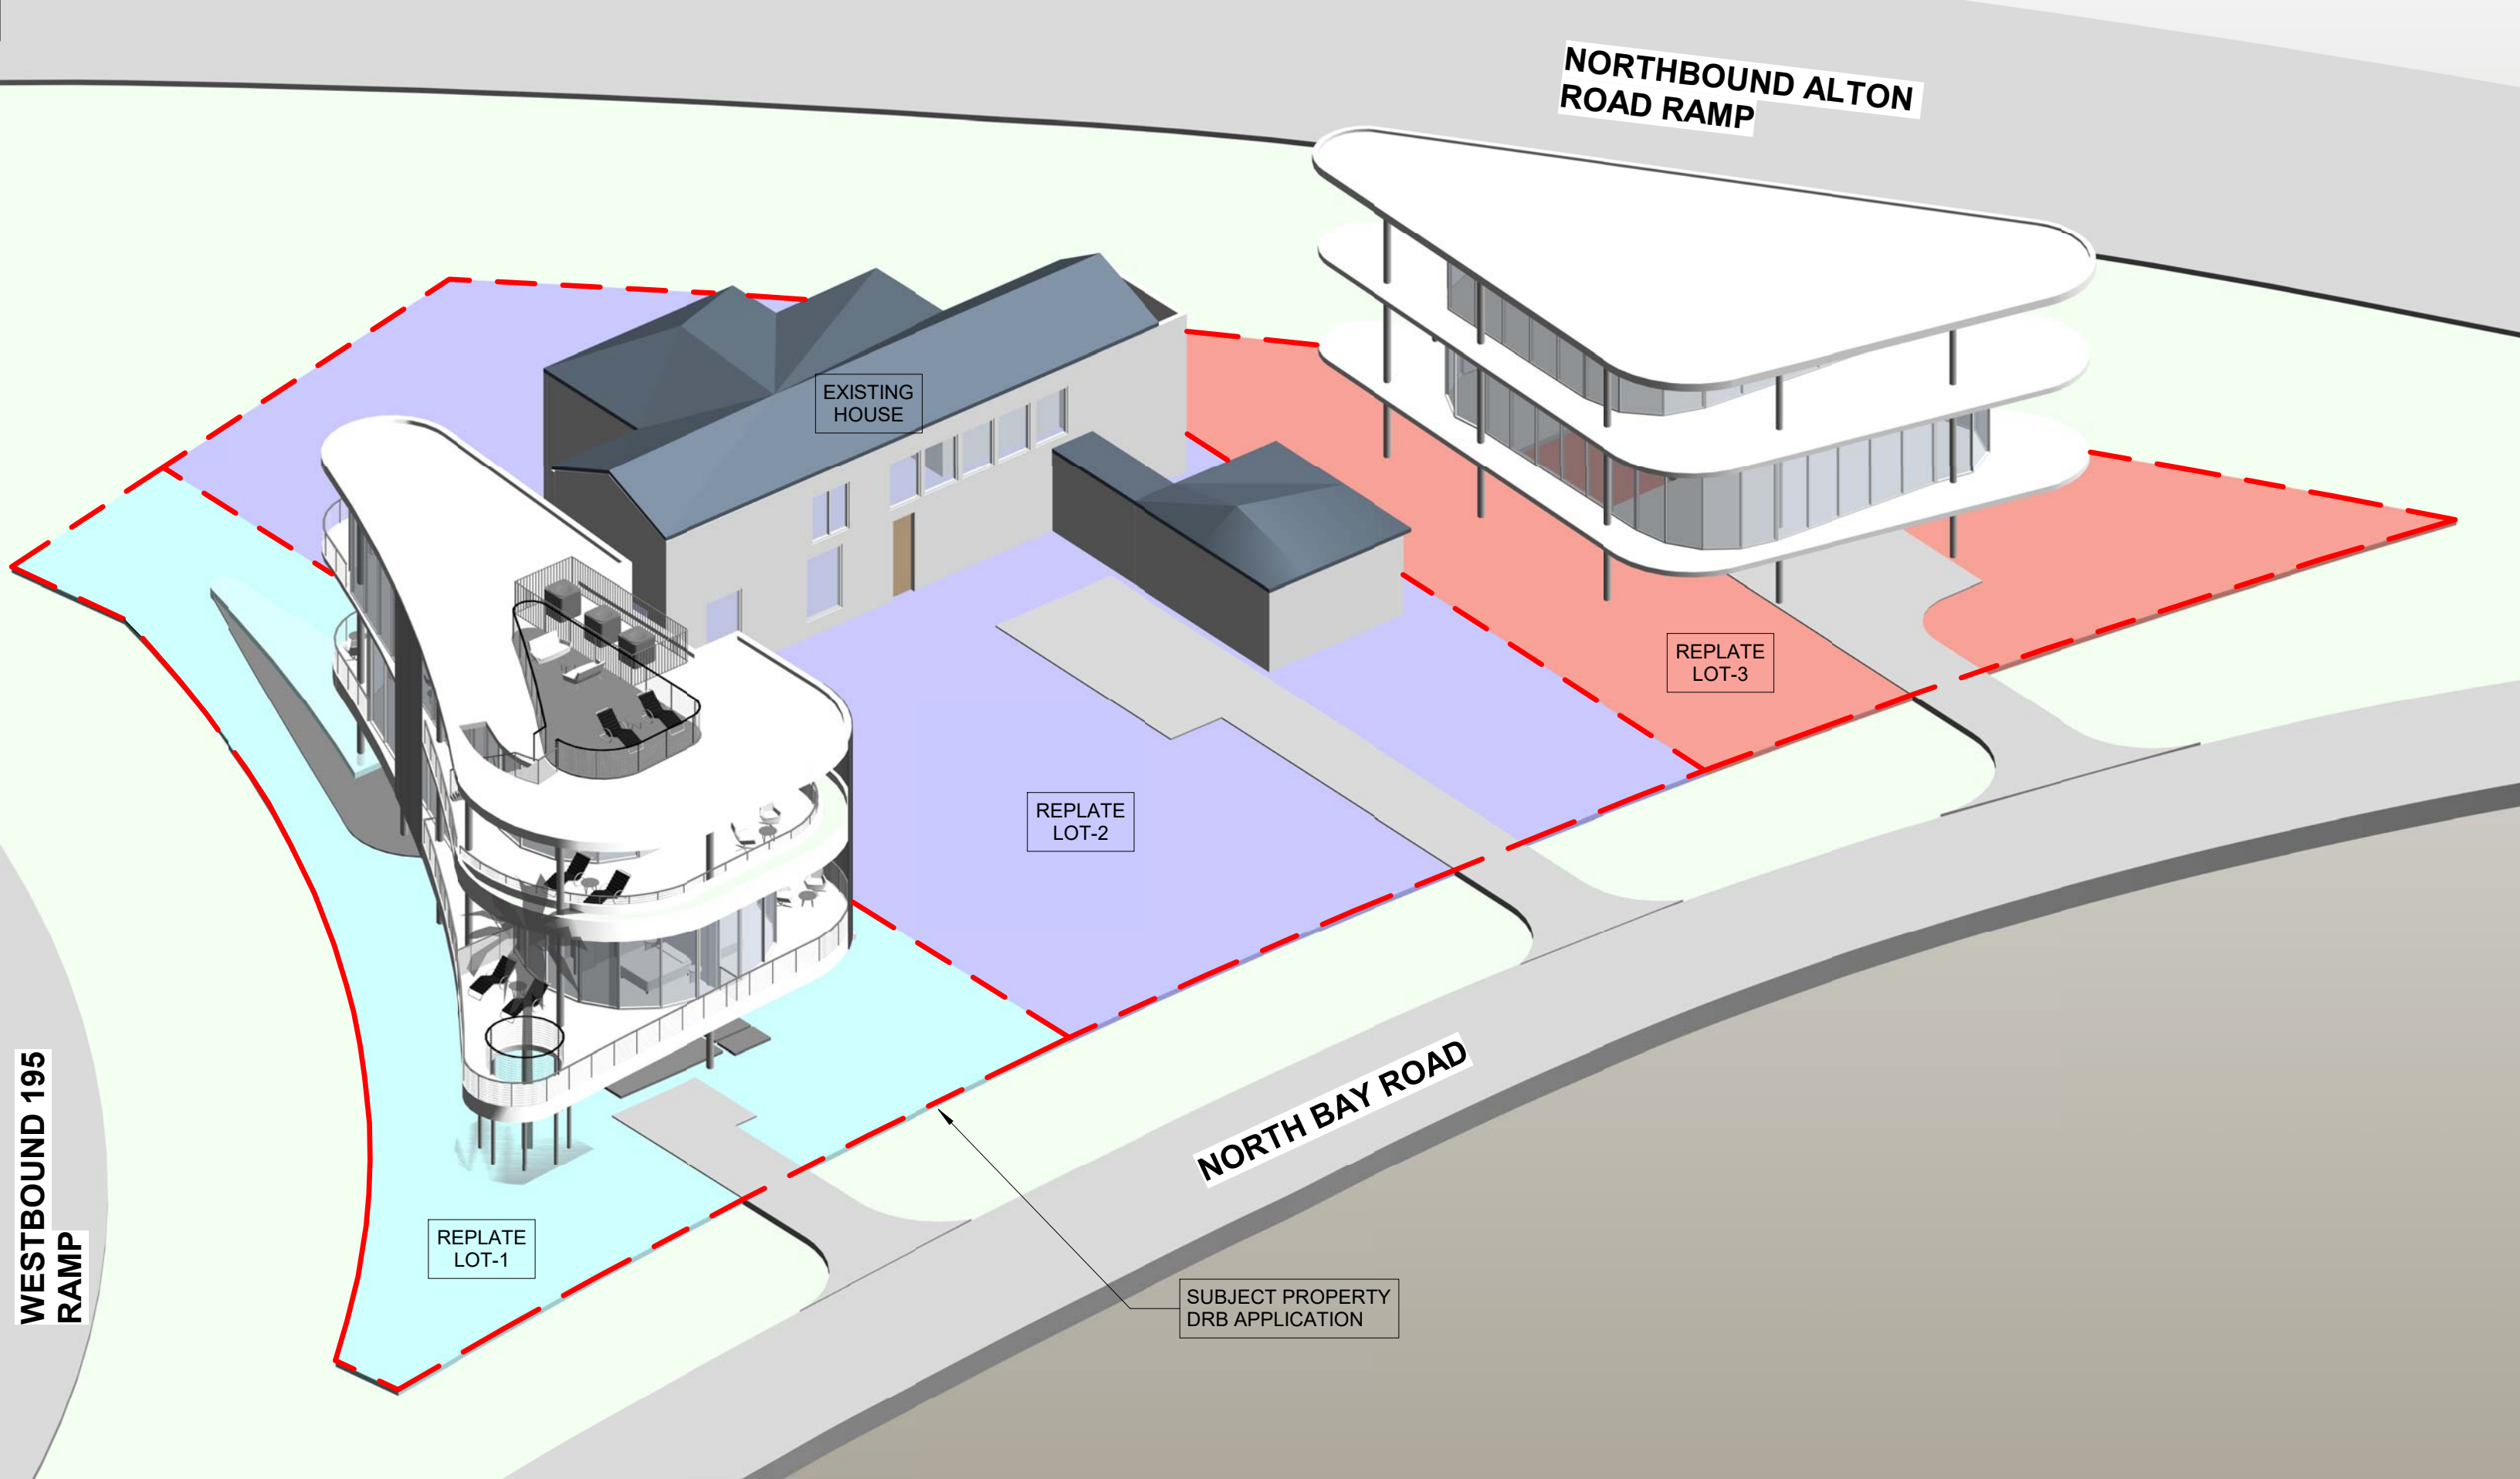 NORTHBOUND ALTON
ROAD RAMP
EXISTING
HOUSE
REPLATE
LOT-3
REPLATE
LOT-2
NORTH BAY ROAD
WESTBOUND 195
RAMP
REPLATE
LOT-1
SUBJECT PROPERTY
DRB APPLICATION